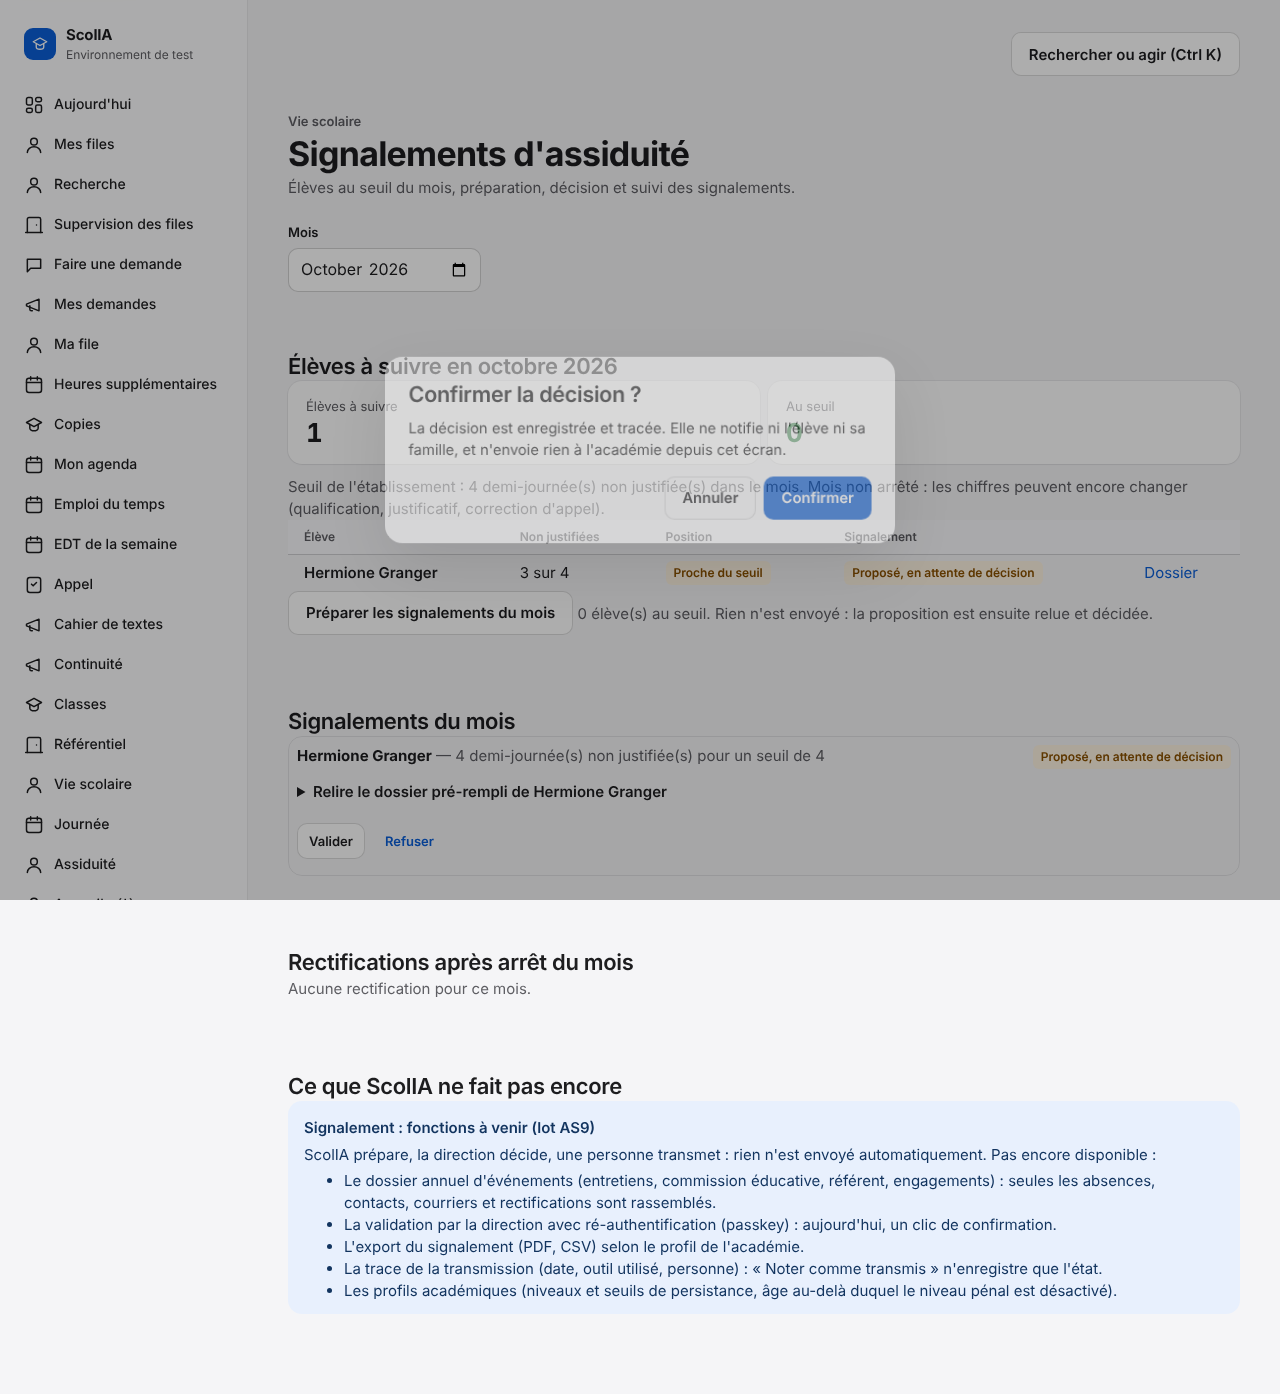 ScolIA
Environnement de test
Aujourd'hui
Mes files
Recherche
Supervision des files
Faire une demande
Mes demandes
Ma file
Heures supplémentaires
Copies
Mon agenda
Emploi du temps
EDT de la semaine
Appel
Cahier de textes
Continuité
Classes
Référentiel
Vie scolaire
Journée
Assiduité
Rechercher ou agir (Ctrl K)
Vie scolaire
Signalements d'assiduité
Élèves au seuil du mois, préparation, décision et suivi des signalements.
Mois
October 2026
Élèves à suivre en octobre 2026
Élèves à suivre
1
Au seuil
0
Confirmer la décision ?
La décision est enregistrée et tracée. Elle ne notifie ni l'élève ni sa
famille, et n'envoie rien à l'académie depuis cet écran.
Annuler
Confirmer
Seuil de l'établissement : 4 demi-journée(s) non justifiée(s) dans le mois. Mois non arrêté : les chiffres peuvent encore changer
(qualification, justificatif, correction d'appel).
Élève Non justifiées Position Signalement
Hermione Granger 3 sur 4 Proche du seuil Proposé, en attente de décision Dossier
Préparer les signalements du mois 0 élève(s) au seuil. Rien n'est envoyé : la proposition est ensuite relue et décidée.
Signalements du mois
Hermione Granger — 4 demi-journée(s) non justifiée(s) pour un seuil de 4 Proposé, en attente de décision
Relire le dossier pré-rempli de Hermione Granger
Valider Refuser
Rectifications après arrêt du mois
Aucune rectification pour ce mois.
Ce que ScolIA ne fait pas encore
Signalement : fonctions à venir (lot AS9)
ScolIA prépare, la direction décide, une personne transmet : rien n'est envoyé automatiquement. Pas encore disponible :
• Le dossier annuel d'événements (entretiens, commission éducative, référent, engagements) : seules les absences,
contacts, courriers et rectifications sont rassemblés.
• La validation par la direction avec ré-authentification (passkey) : aujourd'hui, un clic de confirmation.
• L'export du signalement (PDF, CSV) selon le profil de l'académie.
• La trace de la transmission (date, outil utilisé, personne) : « Noter comme transmis » n'enregistre que l'état.
• Les profils académiques (niveaux et seuils de persistance, âge au-delà duquel le niveau pénal est désactivé).